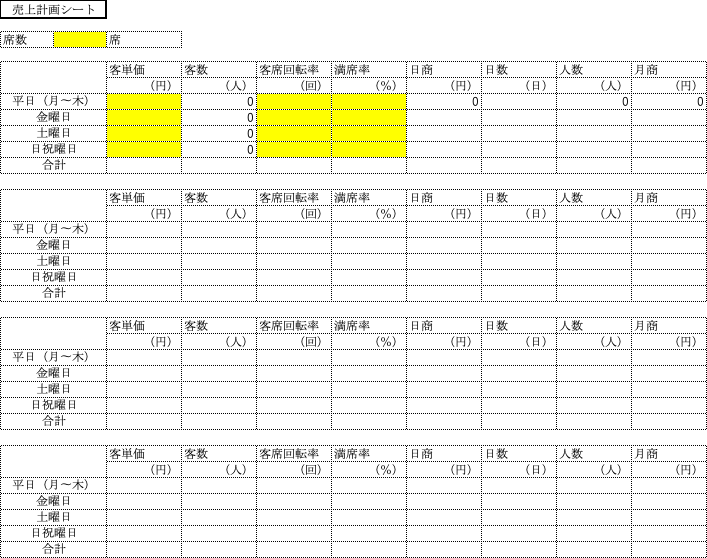 売上計画シート
席数 席
客単価 客数 客席回転率 満席率 日商 日数 人数 月商
（円） （人） （回） （％） （円） （日） （人） （円）
平日（月～木） 0 0 0 0
金曜日 0
土曜日 0
日祝曜日 0
合計
客単価 客数 客席回転率 満席率 日商 日数 人数 月商
（円） （人） （回） （％） （円） （日） （人） （円）
平日（月～木）
金曜日
土曜日
日祝曜日
合計
客単価 客数 客席回転率 満席率 日商 日数 人数 月商
（円） （人） （回） （％） （円） （日） （人） （円）
平日（月～木）
金曜日
土曜日
日祝曜日
合計
客単価 客数 客席回転率 満席率 日商 日数 人数 月商
（円） （人） （回） （％） （円） （日） （人） （円）
平日（月～木）
金曜日
土曜日
日祝曜日
合計